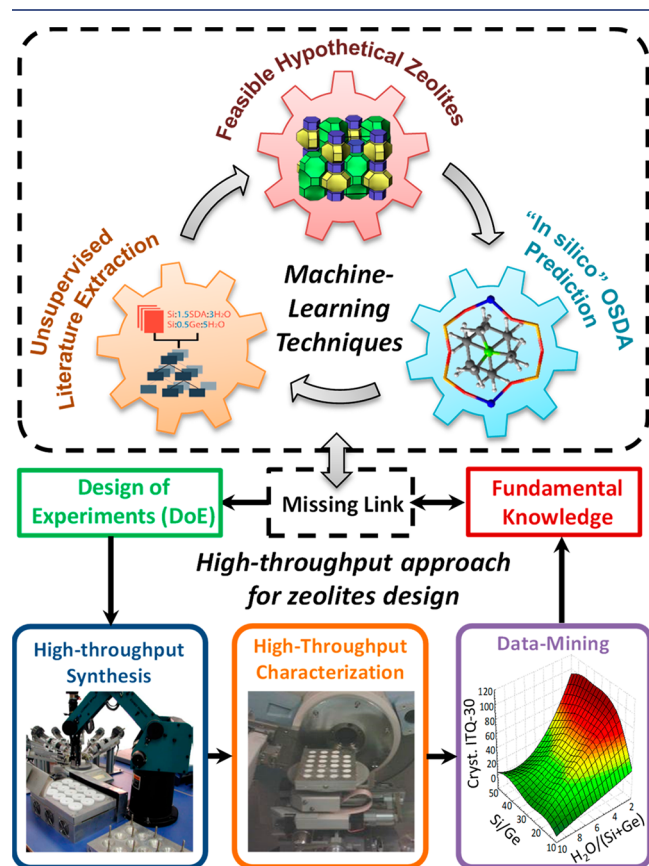 Feasible Hypothetical Zeolites
Unsupervised
Literature Extraction
Si:1.5SDA:3H₂O
Si:0.5Ge:5H₂O
Machine-
Learning
Techniques
"In silico" OSDA
Prediction
Design of
Experiments (DoE)
Missing Link
Fundamental
Knowledge
High-throughput approach
for zeolites design
High-throughput
Synthesis
High-Throughput
Characterization
Data-Mining
Cryst. ITQ-30
120
100
80
60
40
20
0
50
40
30
20
10
Si/Ge
10
8
6
4
2
H₂O/(Si+Ge)